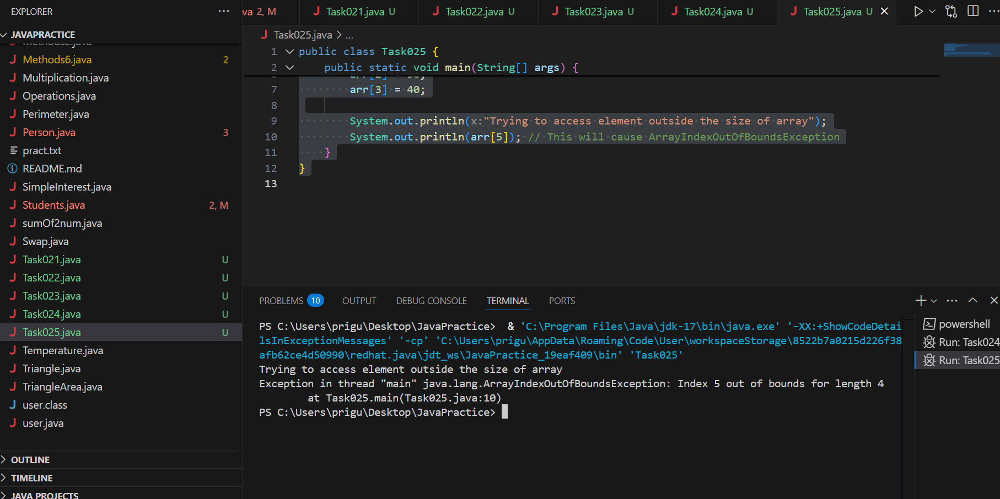 EXPLORER
JAVAPRACTICE
Methods2.java
Methods6.java 2
Multiplication.java
Operations.java
Perimeter.java
Person.java 3
pract.txt
README.md
SimpleInterest.java
Students.java 2, M
sumOf2num.java
Swap.java
Task021.java U
Task022.java U
Task023.java U
Task024.java U
Task025.java U
Temperature.java
Triangle.java
TriangleArea.java
user.class
user.java
OUTLINE
TIMELINE
JAVA PROJECTS
va 2, M Task021.java U Task022.java U Task023.java U Task024.java U Task025.java U
Task025.java > ...
1 public class Task025 {
2 public static void main(String[] args) {
7 arr[3] = 40;
8
9 System.out.println(x:"Trying to access element outside the size of array");
10 System.out.println(arr[5]); // This will cause ArrayIndexOutOfBoundsException
11 }
12 }
13
PROBLEMS 10 OUTPUT DEBUG CONSOLE TERMINAL PORTS
PS C:\Users\prigu\Desktop\JavaPractice> & 'C:\Program Files\Java\jdk-17\bin\java.exe' '-XX:+ShowCodeDetai
lsInExceptionMessages' '-cp' 'C:\Users\prigu\AppData\Roaming\Code\User\workspaceStorage\8522b7a0215d226f38
afb62ce4d50990\redhat.java\jdt_ws\JavaPractice_19eaf409\bin' 'Task025'
Trying to access element outside the size of array
Exception in thread "main" java.lang.ArrayIndexOutOfBoundsException: Index 5 out of bounds for length 4
at Task025.main(Task025.java:10)
PS C:\Users\prigu\Desktop\JavaPractice>
powershell
Run: Task024
Run: Task025